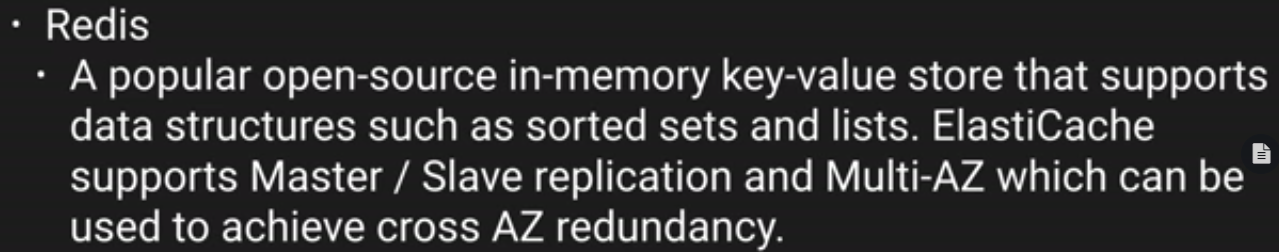 • Redis
• A popular open-source in-memory key-value store that supports
data structures such as sorted sets and lists. ElastiCache
supports Master / Slave replication and Multi-AZ which can be
used to achieve cross AZ redundancy.